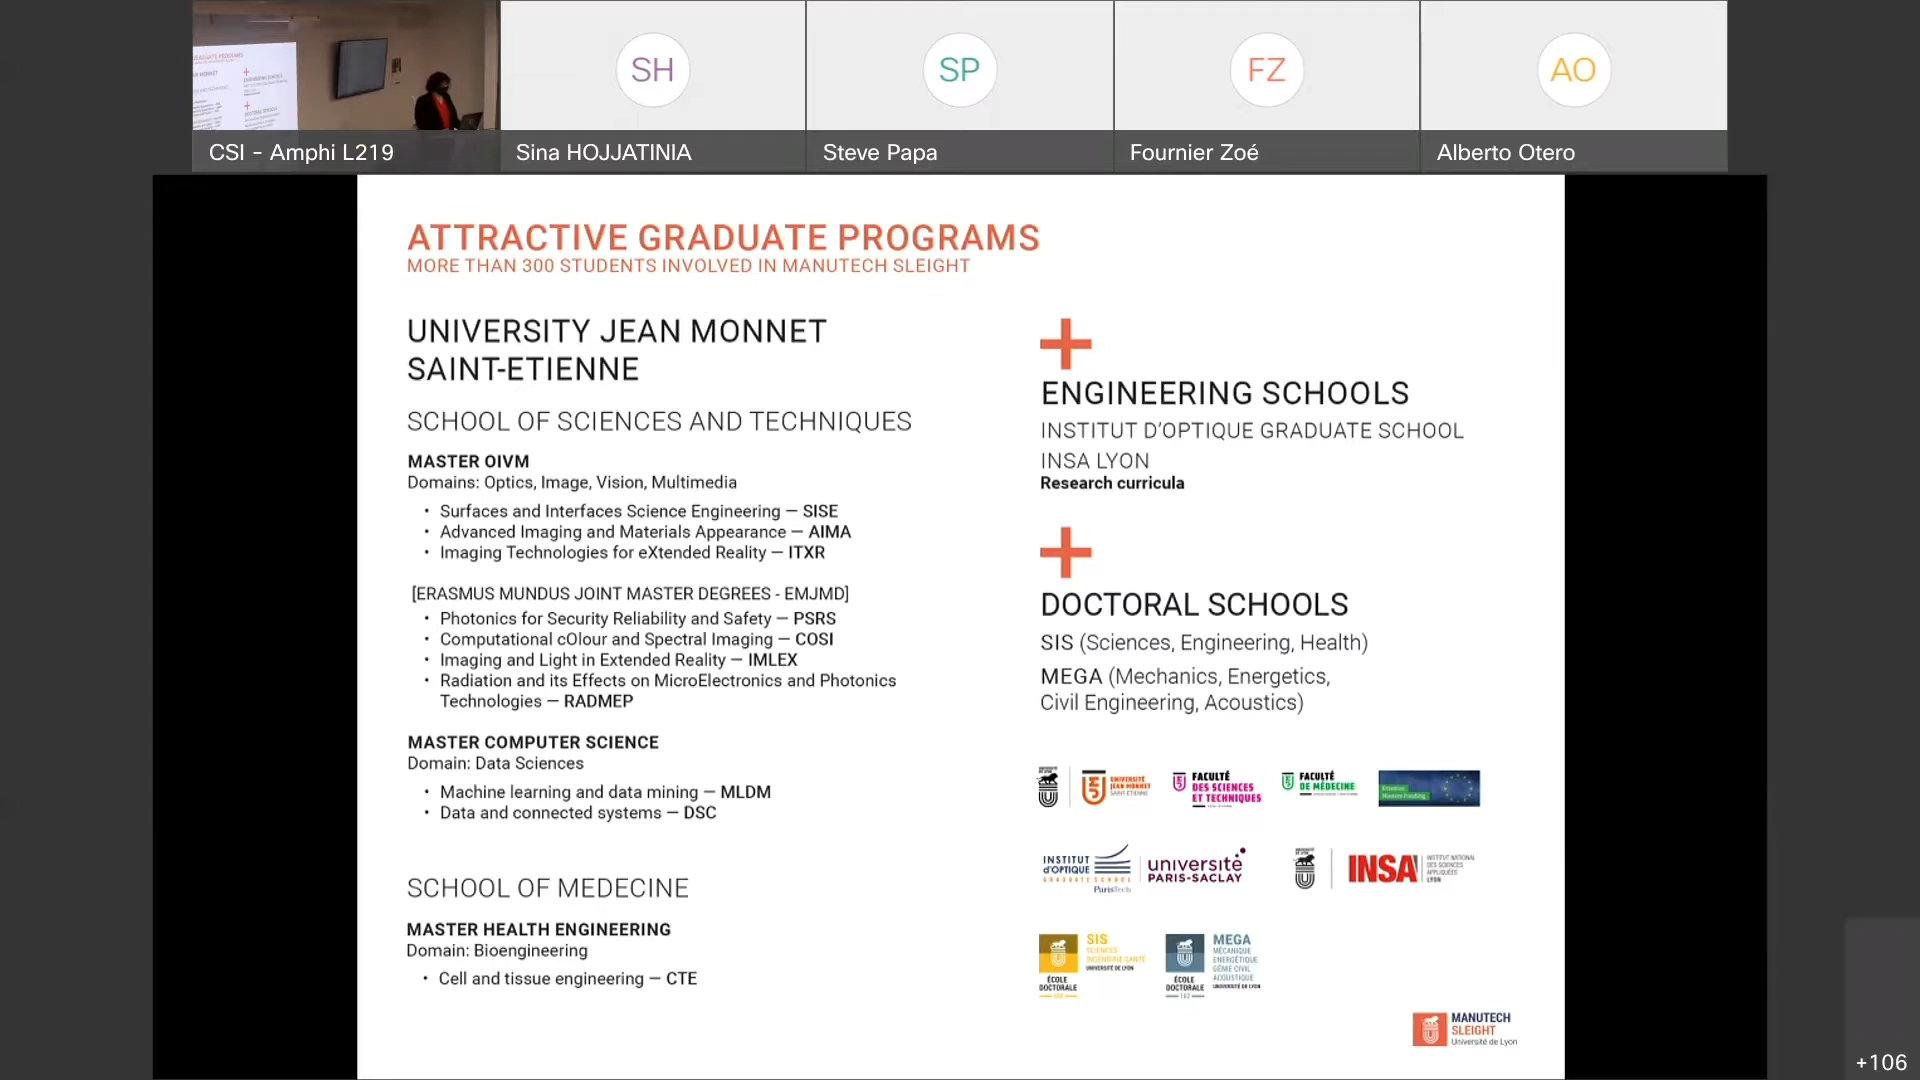 SH
SP
FZ
AO
CSI - Amphi L219
Sina HOJJATINIA
Steve Papa
Fournier Zoé
Alberto Otero
ATTRACTIVE GRADUATE PROGRAMS
MORE THAN 300 STUDENTS INVOLVED IN MANUTECH SLEIGHT
UNIVERSITY JEAN MONNET
SAINT-ETIENNE
SCHOOL OF SCIENCES AND TECHNIQUES
MASTER OIVM
Domains: Optics, Image, Vision, Multimedia
• Surfaces and Interfaces Science Engineering — SISE
• Advanced Imaging and Materials Appearance — AIMA
• Imaging Technologies for eXtended Reality — ITXR
[ERASMUS MUNDUS JOINT MASTER DEGREES - EMJMD]
• Photonics for Security Reliability and Safety — PSRS
• Computational cOlour and Spectral Imaging — COSI
• Imaging and Light in Extended Reality — IMLEX
• Radiation and its Effects on MicroElectronics and Photonics
Technologies — RADMEP
MASTER COMPUTER SCIENCE
Domain: Data Sciences
• Machine learning and data mining — MLDM
• Data and connected systems — DSC
SCHOOL OF MEDECINE
MASTER HEALTH ENGINEERING
Domain: Bioengineering
• Cell and tissue engineering — CTE
ENGINEERING SCHOOLS
INSTITUT D'OPTIQUE GRADUATE SCHOOL
INSA LYON
Research curricula
DOCTORAL SCHOOLS
SIS (Sciences, Engineering, Health)
MEGA (Mechanics, Energetics,
Civil Engineering, Acoustics)
UNIVERSITÉ
JEAN MONNET
SAINT-ÉTIENNE
FACULTÉ
DES SCIENCES
ET TECHNIQUES
FACULTÉ
DE MÉDECINE
INSTITUT
d'OPTIQUE
GRADUATE SCHOOL
ParisTech
université
PARIS-SACLAY
INSA
INSTITUT NATIONAL
DES SCIENCES
APPLIQUÉES
LYON
SIS
SCIENCES
INGÉNIERIE SANTÉ
UNIVERSITÉ DE LYON
ÉCOLE
DOCTORALE
MEGA
MÉCANIQUE
ENERGÉTIQUE
GÉNIE CIVIL
ACOUSTIQUE
UNIVERSITÉ DE LYON
ÉCOLE
DOCTORALE
162
MANUTECH
SLEIGHT
Université de Lyon
+106